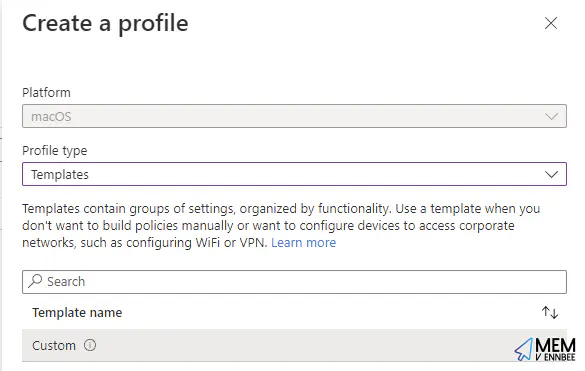 Create a profile
Platform
macOS
Profile type
Templates
Templates contain groups of settings, organized by functionality. Use a template when you
don't want to build policies manually or want to configure devices to access corporate
networks, such as configuring WiFi or VPN. Learn more
Search
Template name
Custom
MEM
V ENNBEE